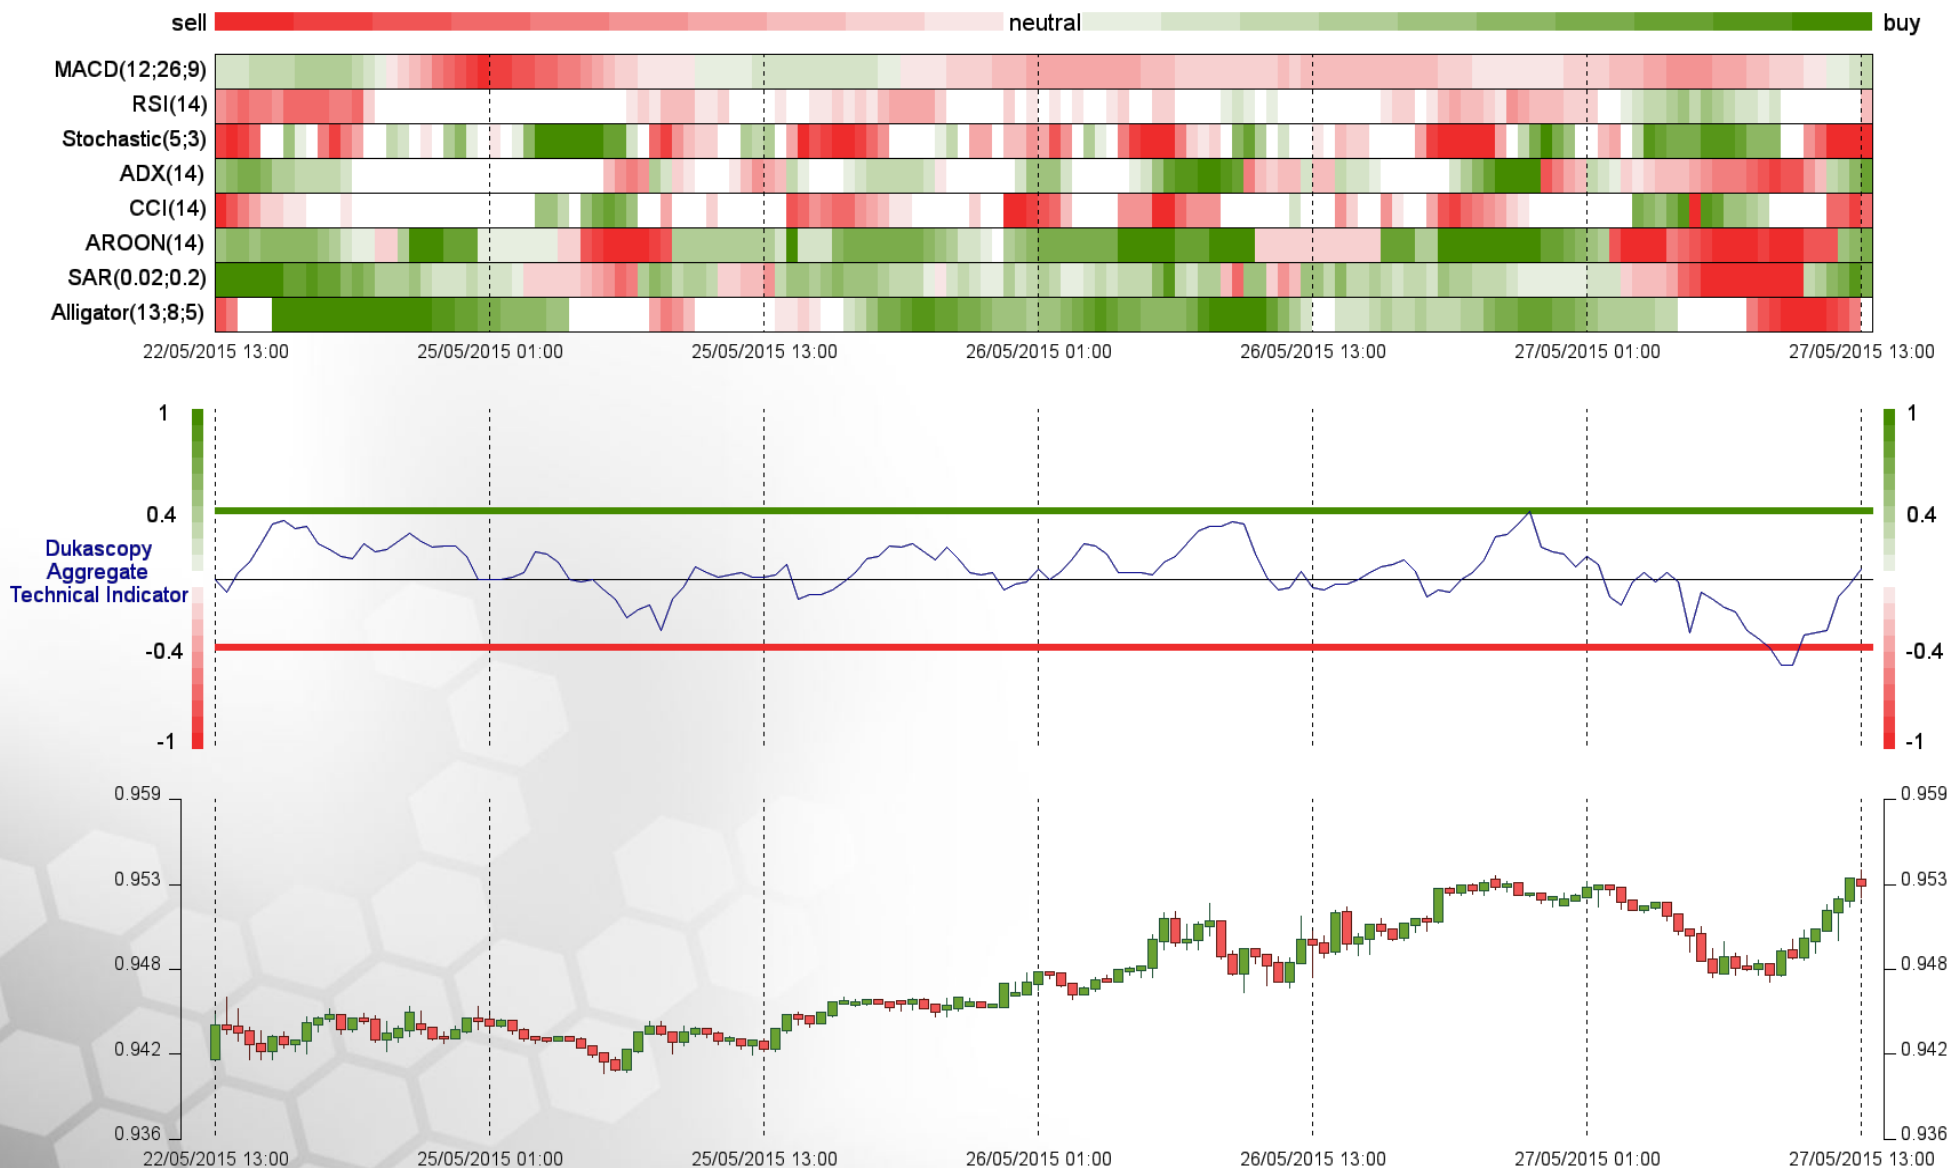 sell neutral buy
MACD(12;26;9)
RSI(14)
Stochastic(5;3)
ADX(14)
CCI(14)
AROON(14)
SAR(0.02;0.2)
Alligator(13;8;5)
22/05/2015 13:00 25/05/2015 01:00 25/05/2015 13:00 26/05/2015 01:00 26/05/2015 13:00 27/05/2015 01:00 27/05/2015 13:00
1 1
0.4 0.4
Dukascopy
Aggregate
Technical Indicator
-0.4 -0.4
-1 -1
0.959 0.959
0.953 0.953
0.948 0.948
0.942 0.942
0.936 0.936
22/05/2015 13:00 25/05/2015 01:00 25/05/2015 13:00 26/05/2015 01:00 26/05/2015 13:00 27/05/2015 01:00 27/05/2015 13:00